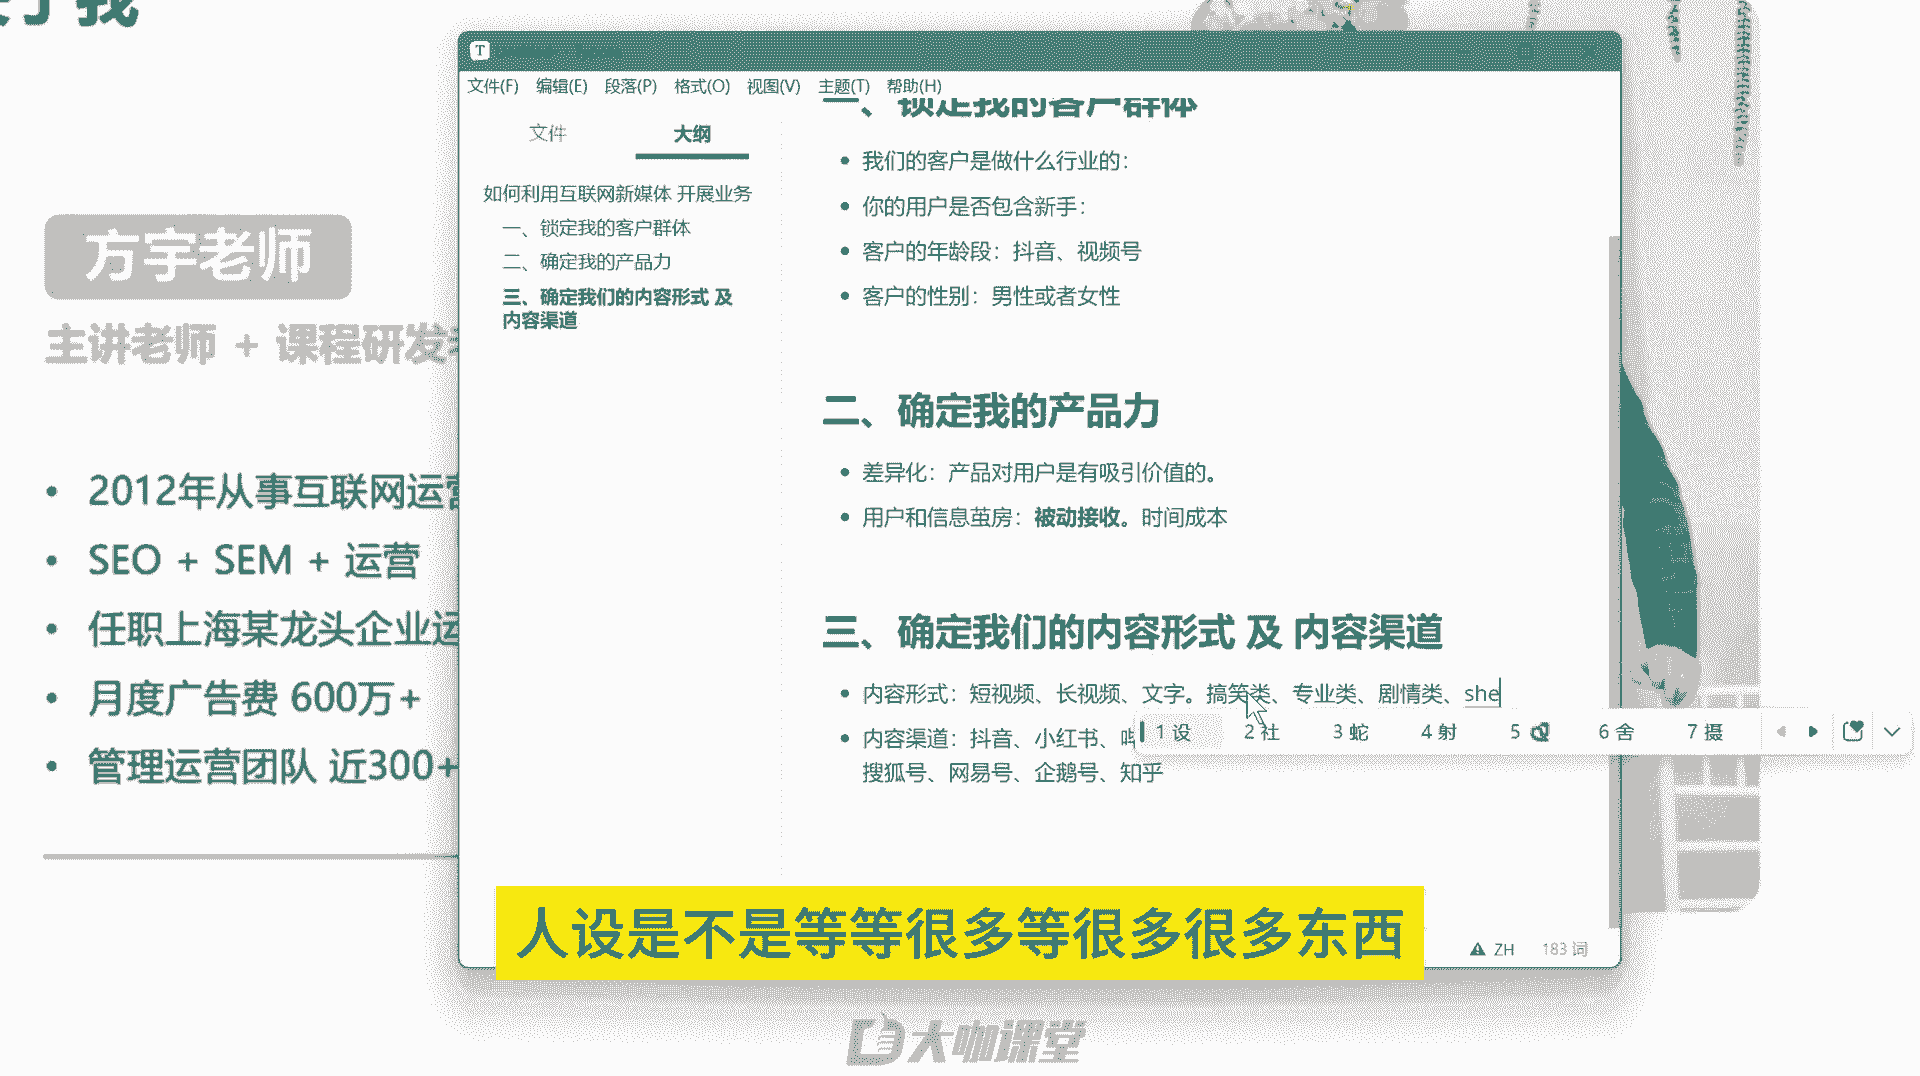 我
方宇老师
主讲老师 + 课程研发
2012年从事互联网运营
SEO + SEM + 运营
任职上海某龙头企业运
月度广告费 600万+
管理运营团队 近300+
T
文件(F) 编辑(E) 段落(P) 格式(O) 视图(V) 主题(T) 帮助(H)
文件 大纲
如何利用互联网新媒体 开展业务
一、锁定我的客户群体
二、确定我的产品力
三、确定我们的内容形式 及
内容渠道
一、锁定我的客户群体
我们的客户是做什么行业的：
你的用户是否包含新手：
客户的年龄段：抖音、视频号
客户的性别：男性或者女性
二、确定我的产品力
差异化：产品对用户是有吸引价值的。
用户和信息茧房：被动接收。时间成本
三、确定我们的内容形式 及 内容渠道
内容形式：短视频、长视频、文字。搞笑类、专业类、剧情类、she
1 设 2 社 3 蛇 4 射 5 6 舍 7 摄
内容渠道：抖音、小红书、
搜狐号、网易号、企鹅号、知乎
人设是不是等等很多等很多很多东西
ZH 183 词
大咖课堂